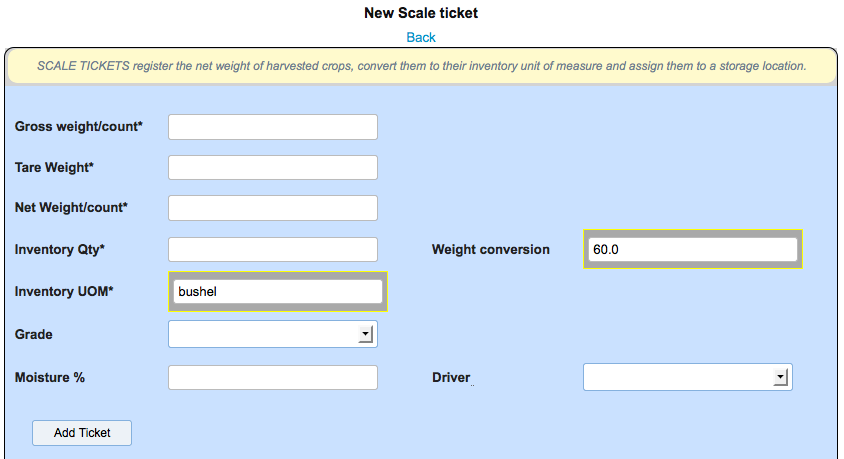 New Scale ticket
Back
SCALE TICKETS register the net weight of harvested crops, convert them to their inventory unit of measure and assign them to a storage location.
Gross weight/count*
Tare Weight*
Net Weight/count*
Inventory Qty*
Weight conversion 60.0
Inventory UOM* bushel
Grade
Moisture %
Driver
Add Ticket